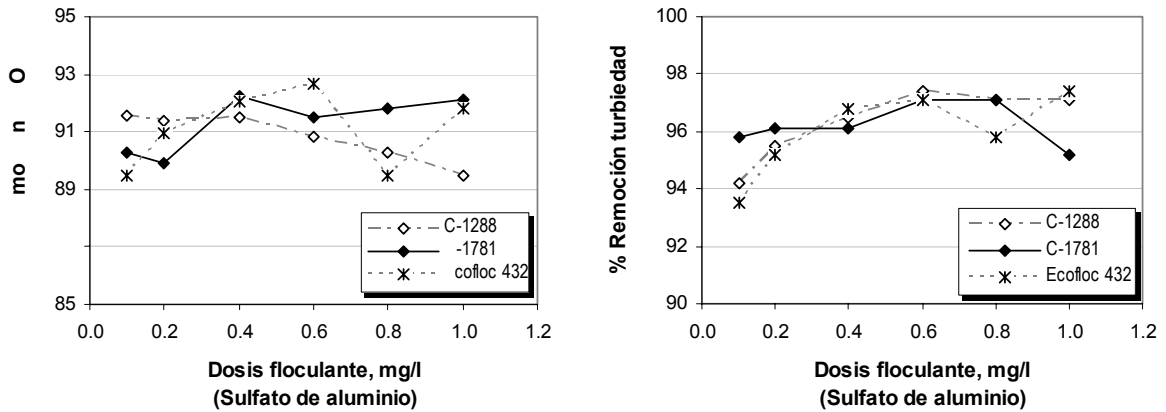 95
93
91
89
85
mo n O
C-1288
-1781
cofloc 432
0.0 0.2 0.4 0.6 0.8 1.0 1.2
Dosis floculante, mg/l
(Sulfato de aluminio)
100
98
96
94
92
90
% Remoción turbiedad
C-1288
C-1781
Ecofloc 432
0.0 0.2 0.4 0.6 0.8 1.0 1.2
Dosis floculante, mg/l
(Sulfato de aluminio)